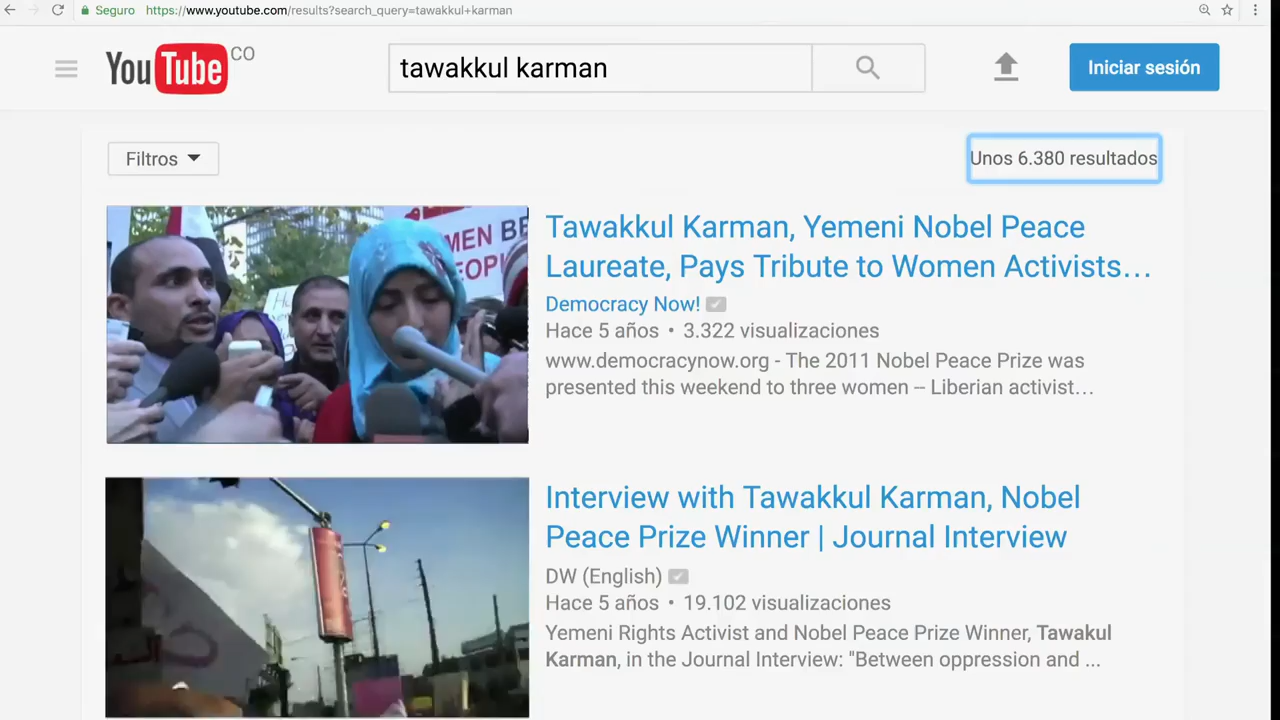 Seguro https://www.youtube.com/results?search_query=tawakkul+karman
YouTube CO
tawakkul karman
Iniciar sesión
Filtros
Unos 6.380 resultados
MEN BE
EOPL
Tawakkul Karman, Yemeni Nobel Peace
Laureate, Pays Tribute to Women Activists…
Democracy Now!
Hace 5 años • 3.322 visualizaciones
www.democracynow.org - The 2011 Nobel Peace Prize was
presented this weekend to three women -- Liberian activist…
Interview with Tawakkul Karman, Nobel
Peace Prize Winner | Journal Interview
DW (English)
Hace 5 años • 19.102 visualizaciones
Yemeni Rights Activist and Nobel Peace Prize Winner, Tawakul
Karman, in the Journal Interview: "Between oppression and ...